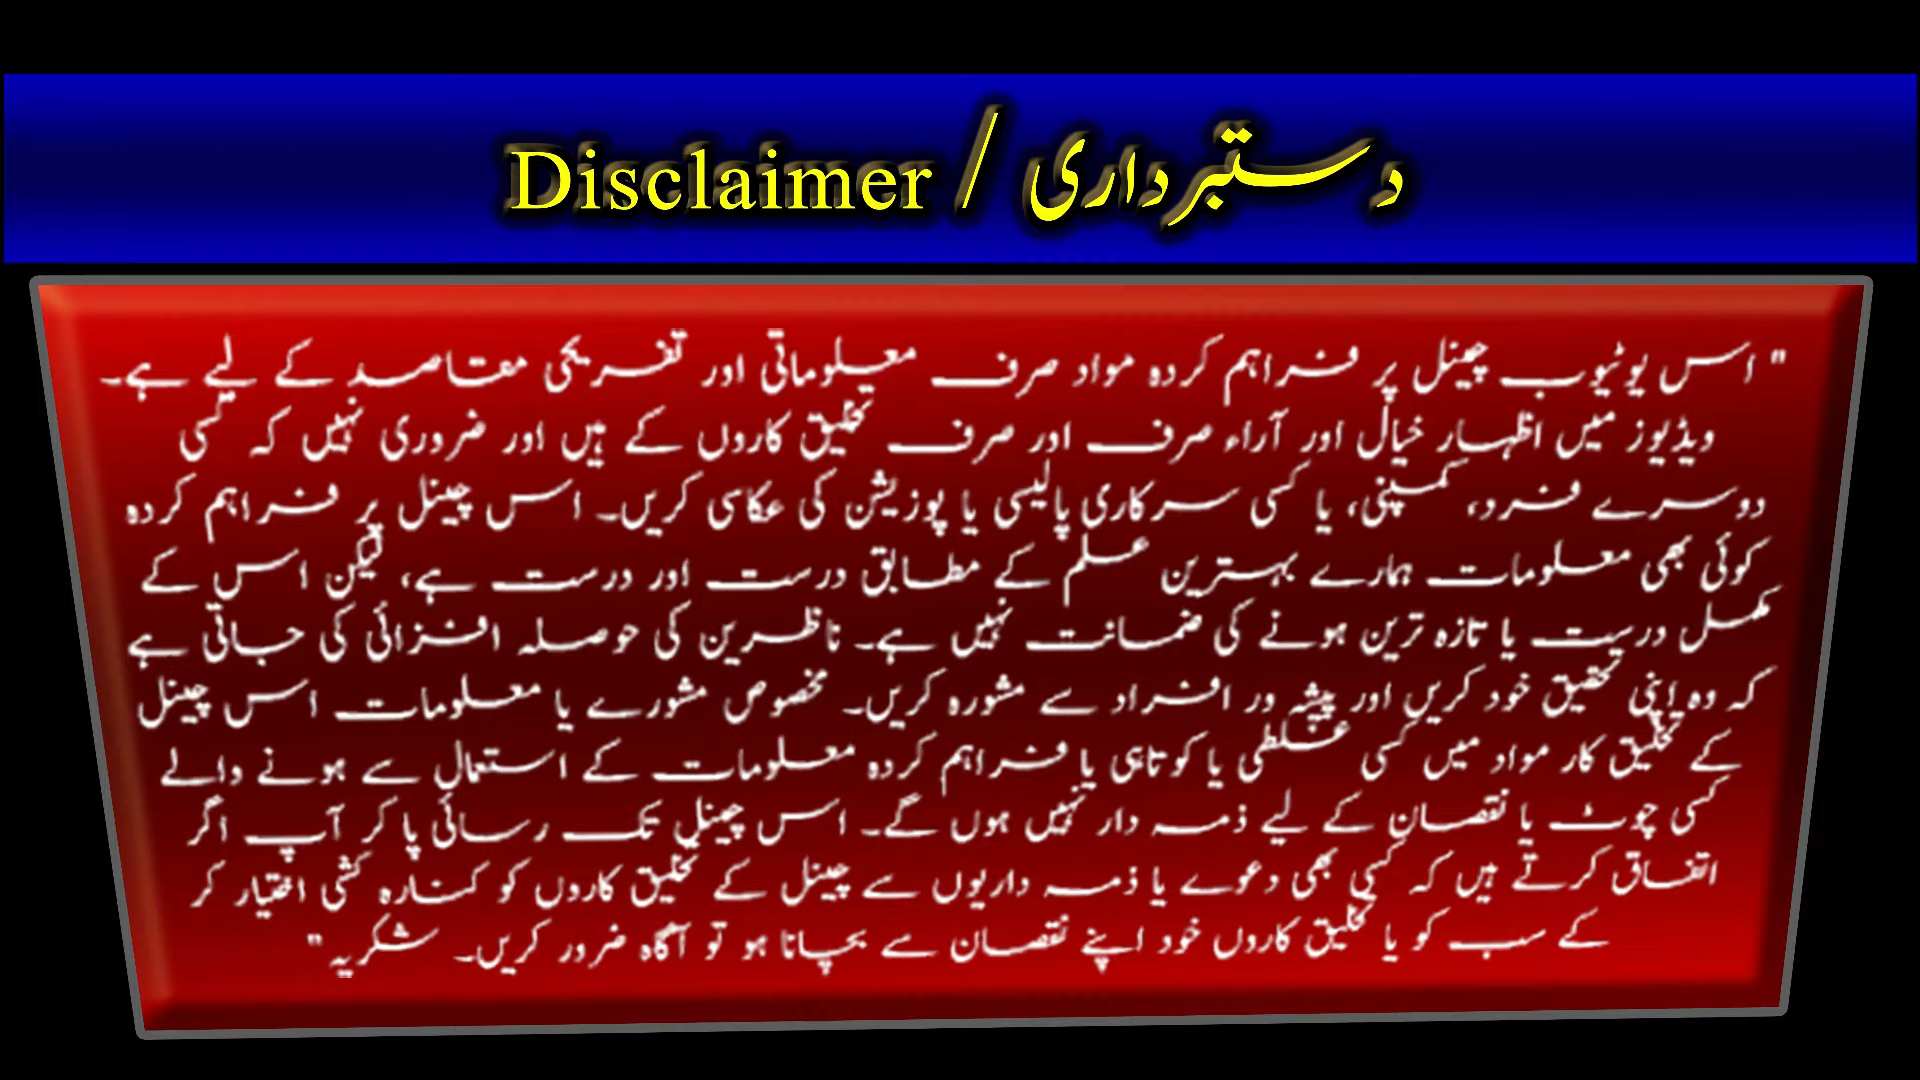 دستبرداری / Disclaimer
" اس یوٹیوب چینل پر فراہم کردہ مواد صرف معلوماتی اور تفریحی مقاصد کے لیے ہے۔
ویڈیوز میں اظہار خیال اور آراء صرف اور صرف تخلیق کاروں کے ہیں اور ضروری نہیں کہ کسی
دوسرے فرد، کمپنی، یا کسی سرکاری پالیسی یا پوزیشن کی عکاسی کریں۔ اس چینل پر فراہم کردہ
کوئی بھی معلومات ہمارے بہترین علم کے مطابق درست اور درست ہے، لیکن اس کے
مکمل درست یا تازہ ترین ہونے کی ضمانت نہیں ہے۔ ناظرین کی حوصلہ افزائی کی جاتی ہے
کہ وہ اپنی تحقیق خود کریں اور پیشہ ور افراد سے مشورہ کریں۔ مخصوص مشورے یا معلومات اس چینل
کے تخلیق کار مواد میں کسی غلطی یا کوتاہی یا فراہم کردہ معلومات کے استعمال سے ہونے والے
کسی چوٹ یا نقصان کے لیے ذمہ دار نہیں ہوں گے۔ اس چینل تک رسائی پا کر آپ اگر
اتفاق کرتے ہیں کہ کسی بھی دعوے یا ذمہ داریوں سے چینل کے تخلیق کاروں کو کنارہ کشی اختیار کر
کے سب کو یا تخلیق کاروں خود اپنے نقصان سے بچانا ہو تو آگاہ ضرور کریں۔ شکریہ "